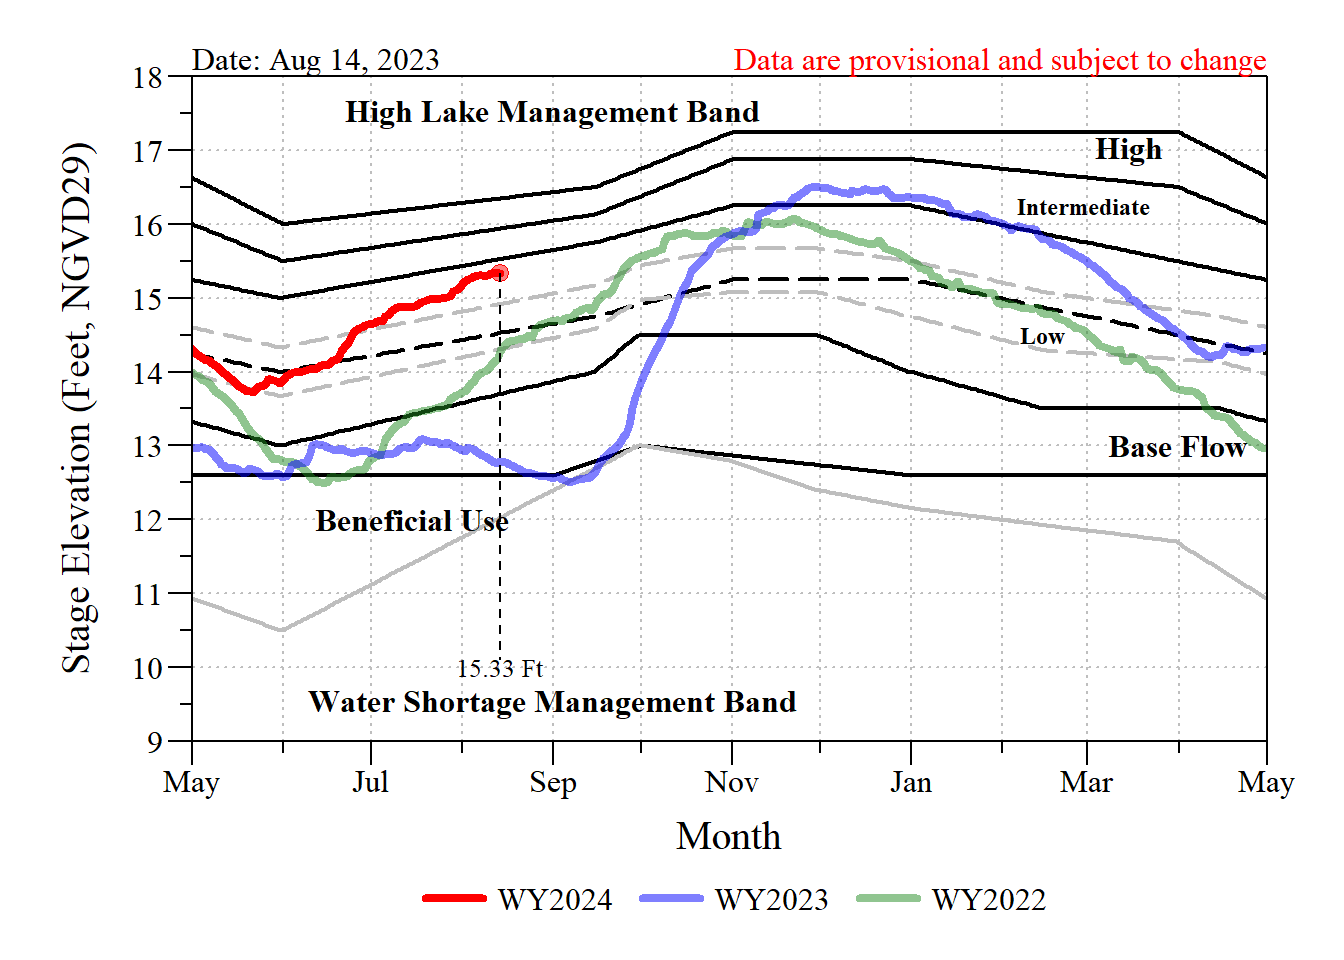 Date: Aug 14, 2023
Data are provisional and subject to change
18
High Lake Management Band
17
High
16
Intermediate
15
Low
14
13
Base Flow
12
Beneficial Use
11
10
15.33 Ft
Water Shortage Management Band
9
Stage Elevation (Feet, NGVD29)
May Jul Sep Nov Jan Mar May
Month
WY2024 WY2023 WY2022